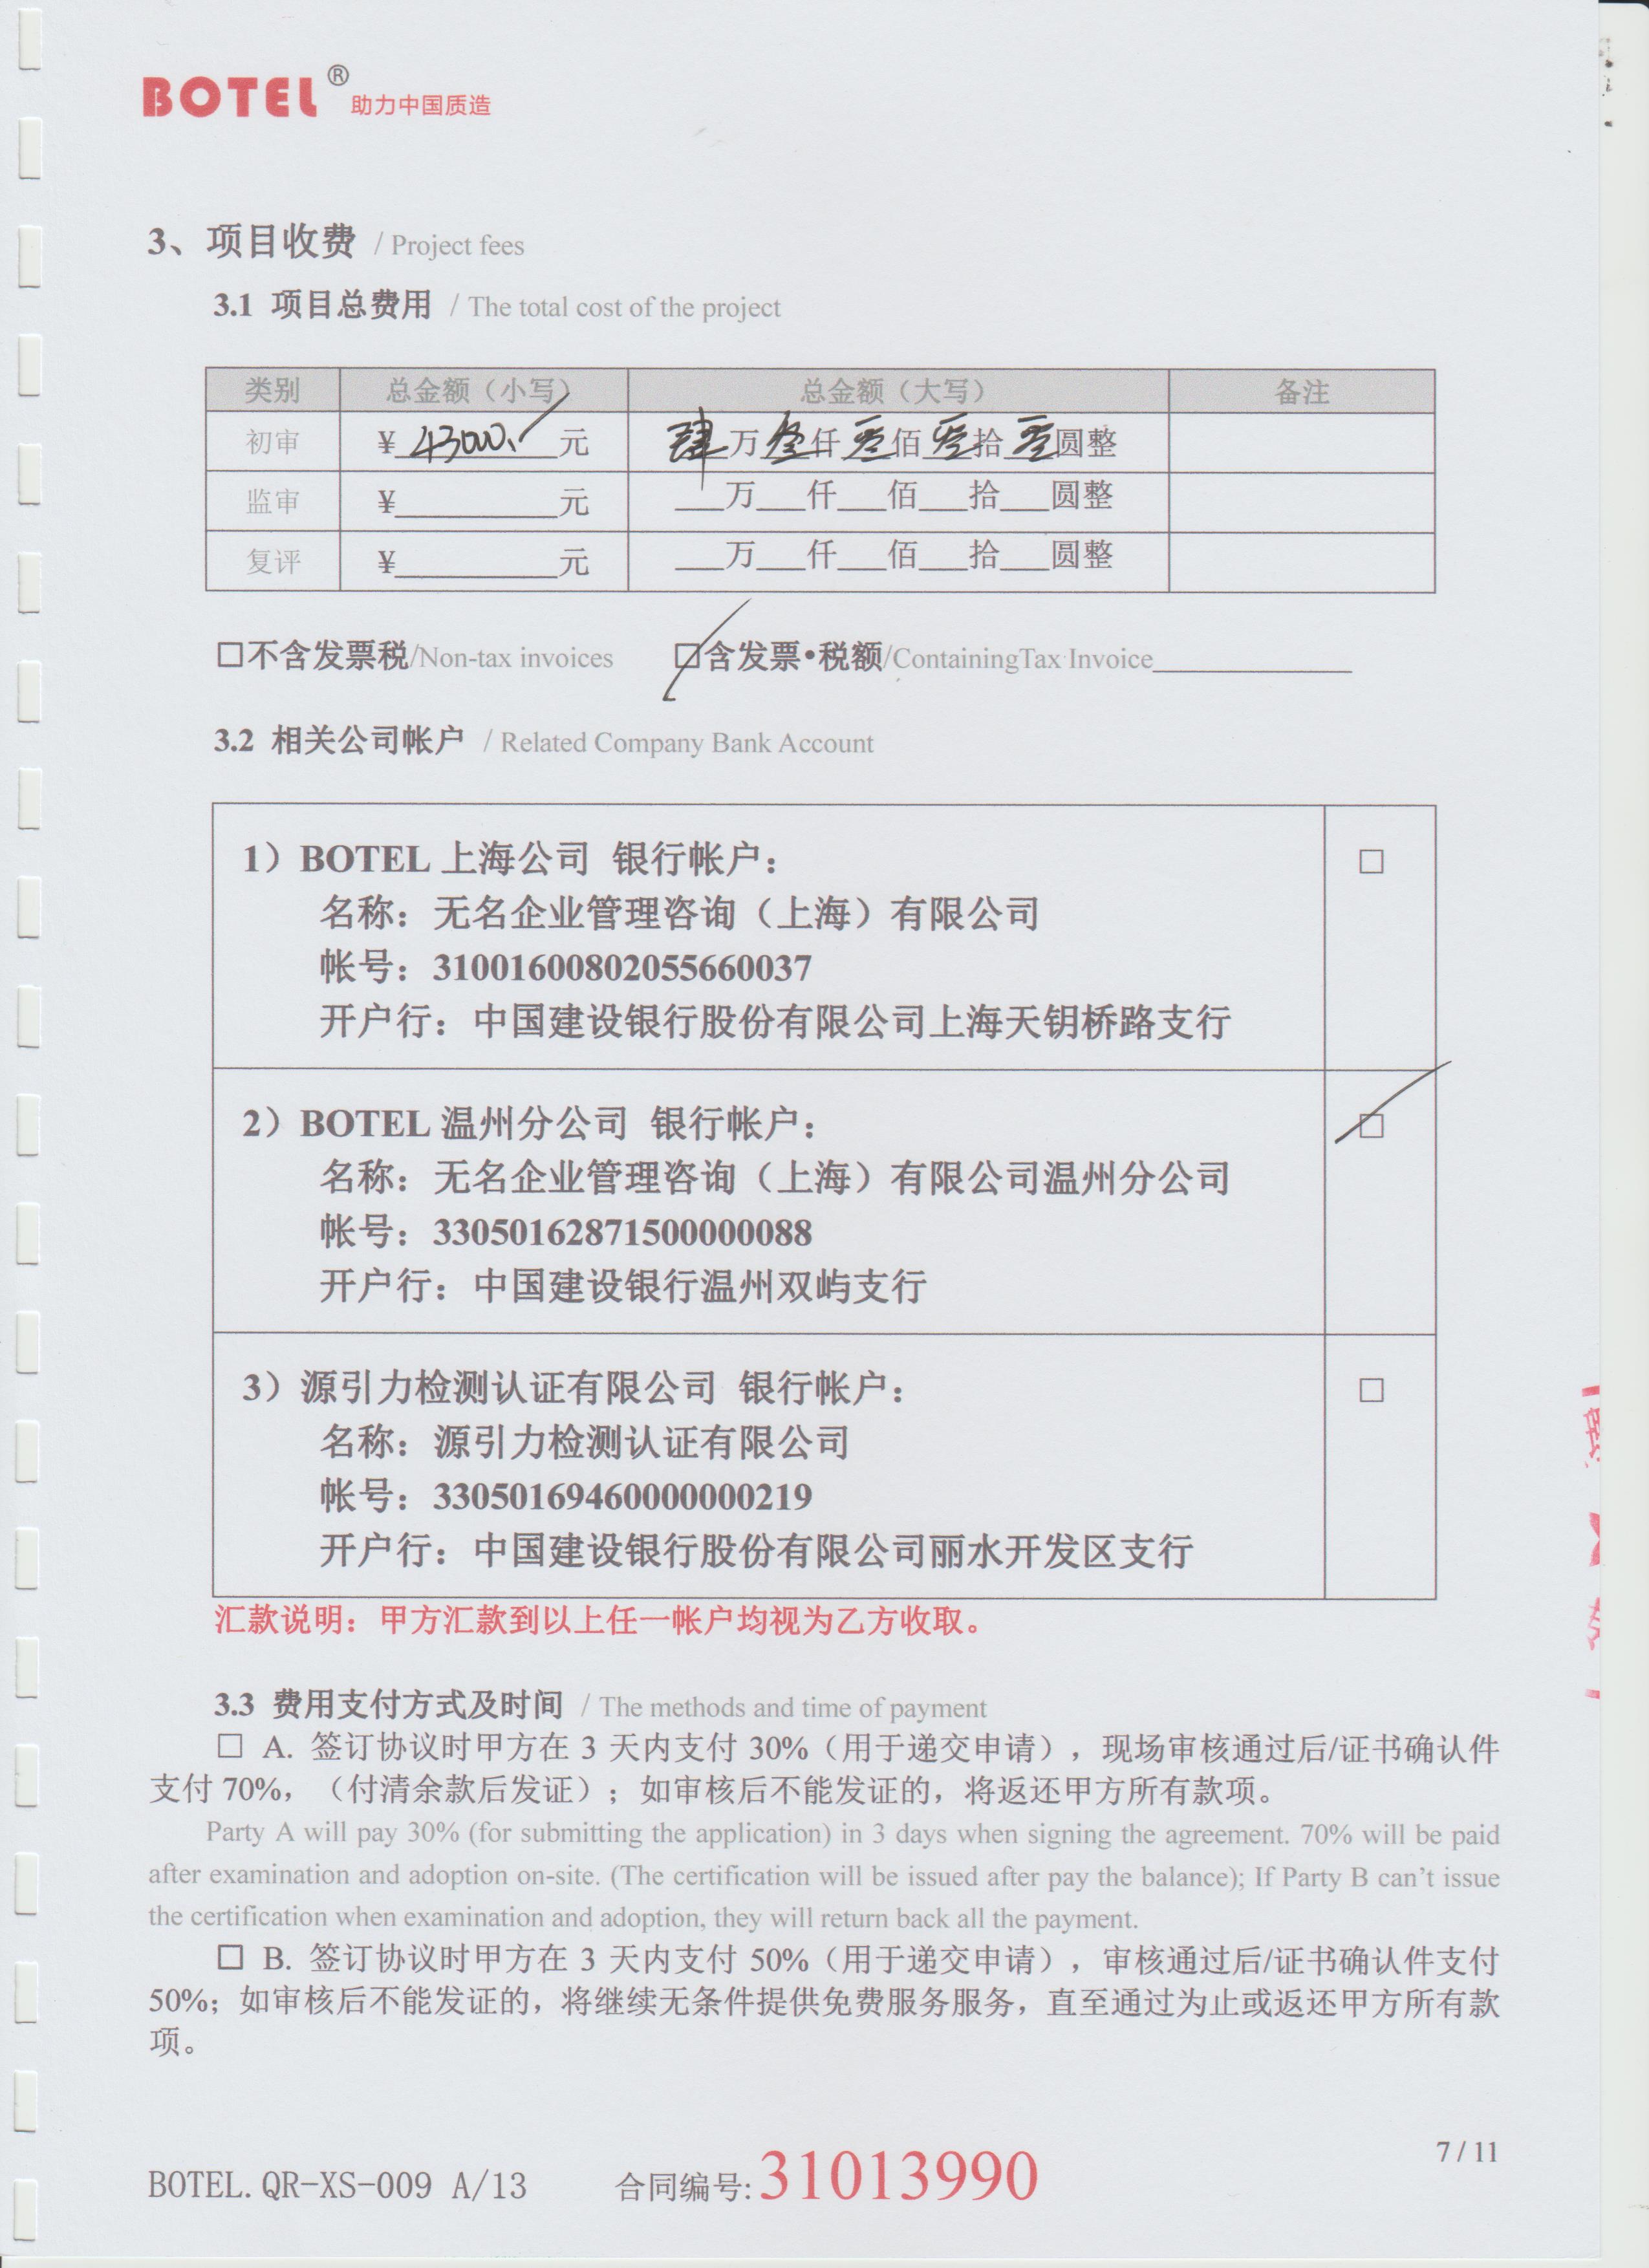 BOTEL®助力中国质造
3、项目收费 / Project fees
3.1 项目总费用 / The total cost of the project
类别 总金额（小写） 总金额（大写） 备注
初审 ¥43000.元 肆万叁仟零佰零拾零圆整
监审 ¥__________元 ___万___仟___佰___拾___圆整
复评 ¥__________元 ___万___仟___佰___拾___圆整
□不含发票税/Non-tax invoices ☑含发票•税额/ContainingTax Invoice____________
3.2 相关公司帐户 / Related Company Bank Account
1）BOTEL 上海公司 银行帐户： □
名称：无名企业管理咨询（上海）有限公司
帐号：31001600802055660037
开户行：中国建设银行股份有限公司上海天钥桥路支行
2）BOTEL 温州分公司 银行帐户： ☑
名称：无名企业管理咨询（上海）有限公司温州分公司
帐号：33050162871500000088
开户行：中国建设银行温州双屿支行
3）源引力检测认证有限公司 银行帐户： □
名称：源引力检测认证有限公司
帐号：33050169460000000219
开户行：中国建设银行股份有限公司丽水开发区支行
汇款说明：甲方汇款到以上任一帐户均视为乙方收取。
3.3 费用支付方式及时间 / The methods and time of payment
□ A. 签订协议时甲方在 3 天内支付 30%（用于递交申请），现场审核通过后/证书确认件
支付 70%，（付清余款后发证）；如审核后不能发证的，将返还甲方所有款项。
Party A will pay 30% (for submitting the application) in 3 days when signing the agreement. 70% will be paid
after examination and adoption on-site. (The certification will be issued after pay the balance); If Party B can't issue
the certification when examination and adoption, they will return back all the payment.
□ B. 签订协议时甲方在 3 天内支付 50%（用于递交申请），审核通过后/证书确认件支付
50%；如审核后不能发证的，将继续无条件提供免费服务服务，直至通过为止或返还甲方所有款
项。
7 / 11
BOTEL.QR-XS-009 A/13 合同编号:31013990